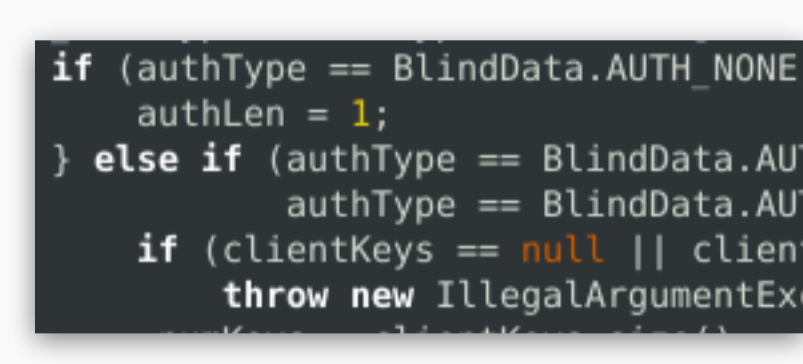 if (authType == BlindData.AUTH_NONE
authLen = 1;
} else if (authType == BlindData.AU
authType == BlindData.AU
if (clientKeys == null || clien
throw new IllegalArgumentExc